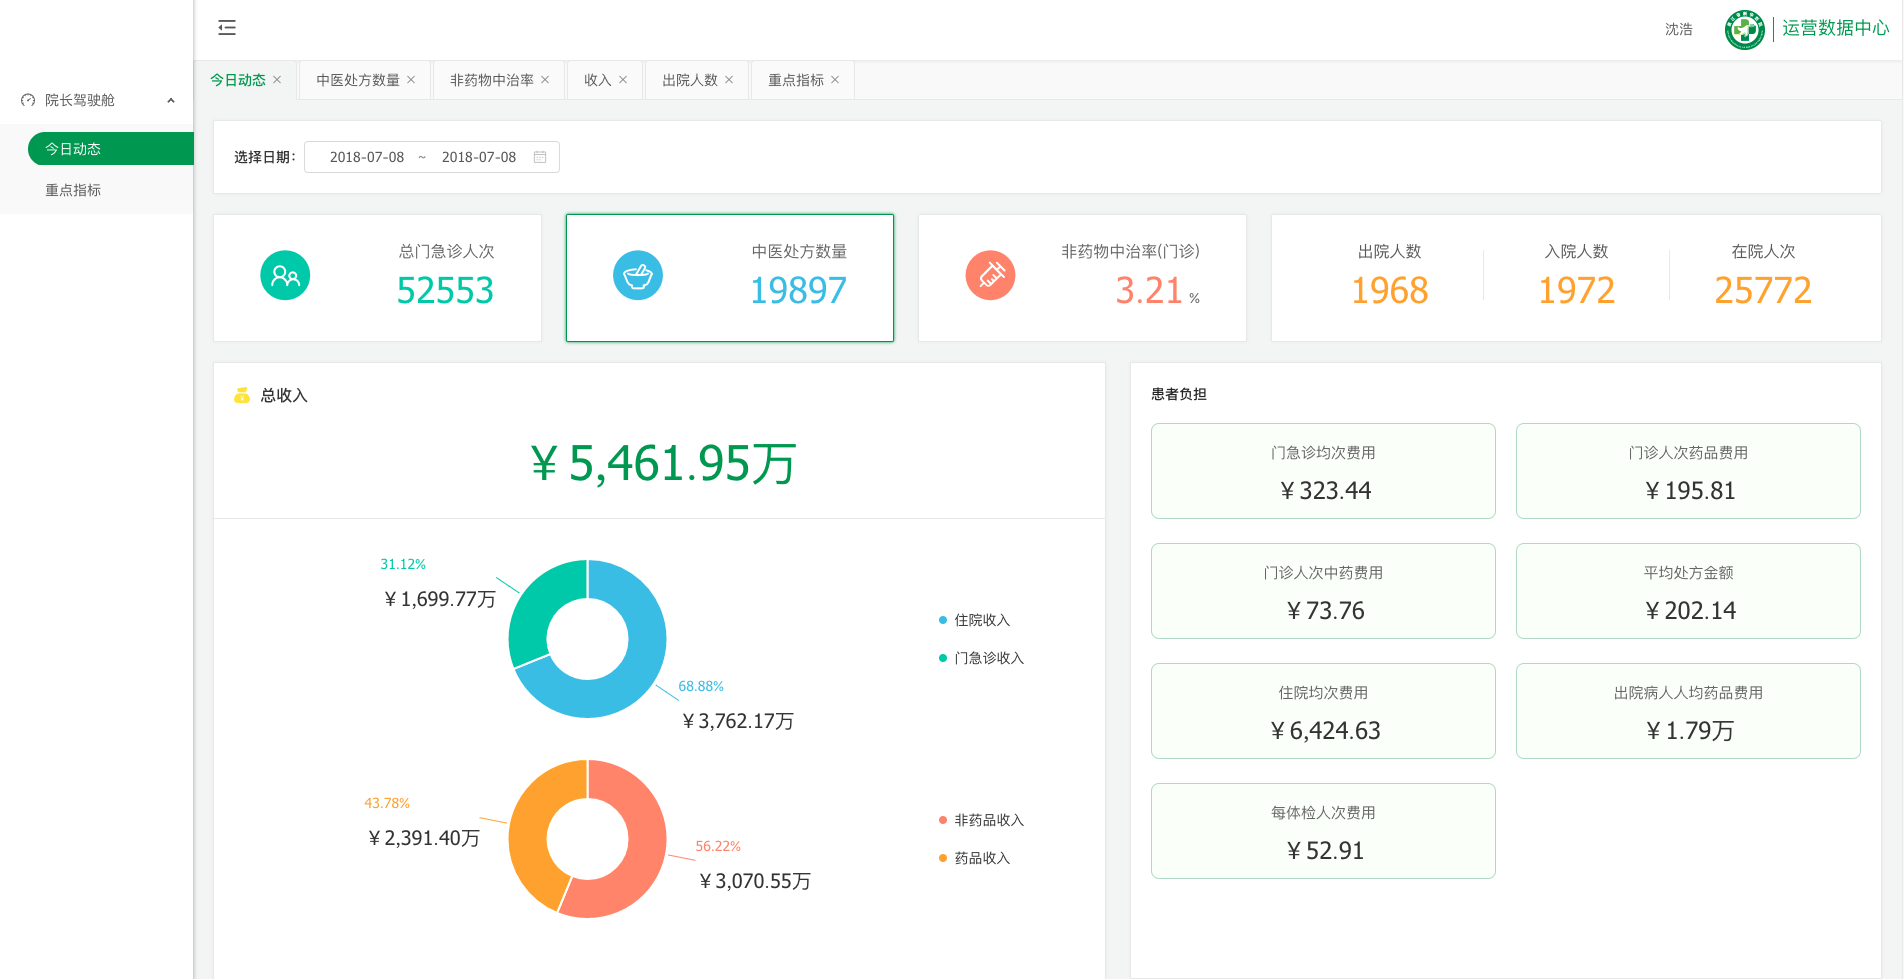 沈浩
运营数据中心
院长驾驶舱
今日动态
重点指标
今日动态 × 中医处方数量 × 非药物中治率 × 收入 × 出院人数 × 重点指标 ×
选择日期: 2018-07-08 ~ 2018-07-08
总门急诊人次
52553
中医处方数量
19897
非药物中治率(门诊)
3.21 %
出院人数
1968
入院人数
1972
在院人次
25772
总收入
¥ 5,461.95万
31.12%
¥ 1,699.77万
68.88%
¥ 3,762.17万
住院收入
门急诊收入
43.78%
¥ 2,391.40万
56.22%
¥ 3,070.55万
非药品收入
药品收入
患者负担
门急诊均次费用
¥ 323.44
门诊人次药品费用
¥ 195.81
门诊人次中药费用
¥ 73.76
平均处方金额
¥ 202.14
住院均次费用
¥ 6,424.63
出院病人人均药品费用
¥ 1.79万
每体检人次费用
¥ 52.91